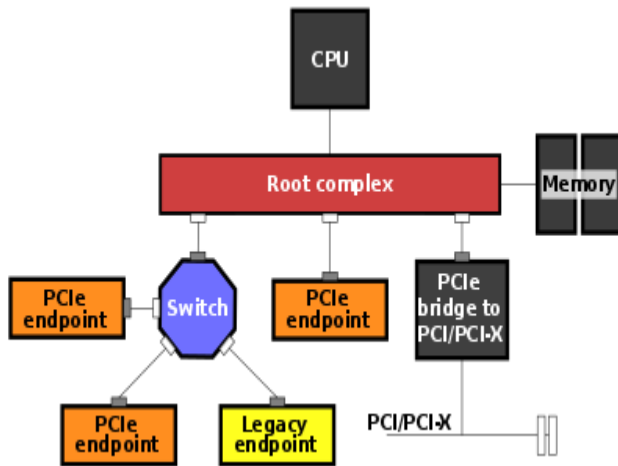 CPU
Root complex
Memory
PCIe
endpoint
Switch
PCIe
endpoint
PCIe
bridge to
PCI/PCI-X
PCIe
endpoint
Legacy
endpoint
PCI/PCI-X